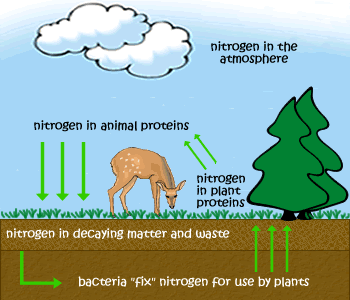 nitrogen in the
atmosphere
nitrogen in animal proteins
nitrogen
in plant
proteins
nitrogen in decaying matter and waste
bacteria "fix" nitrogen for use by plants